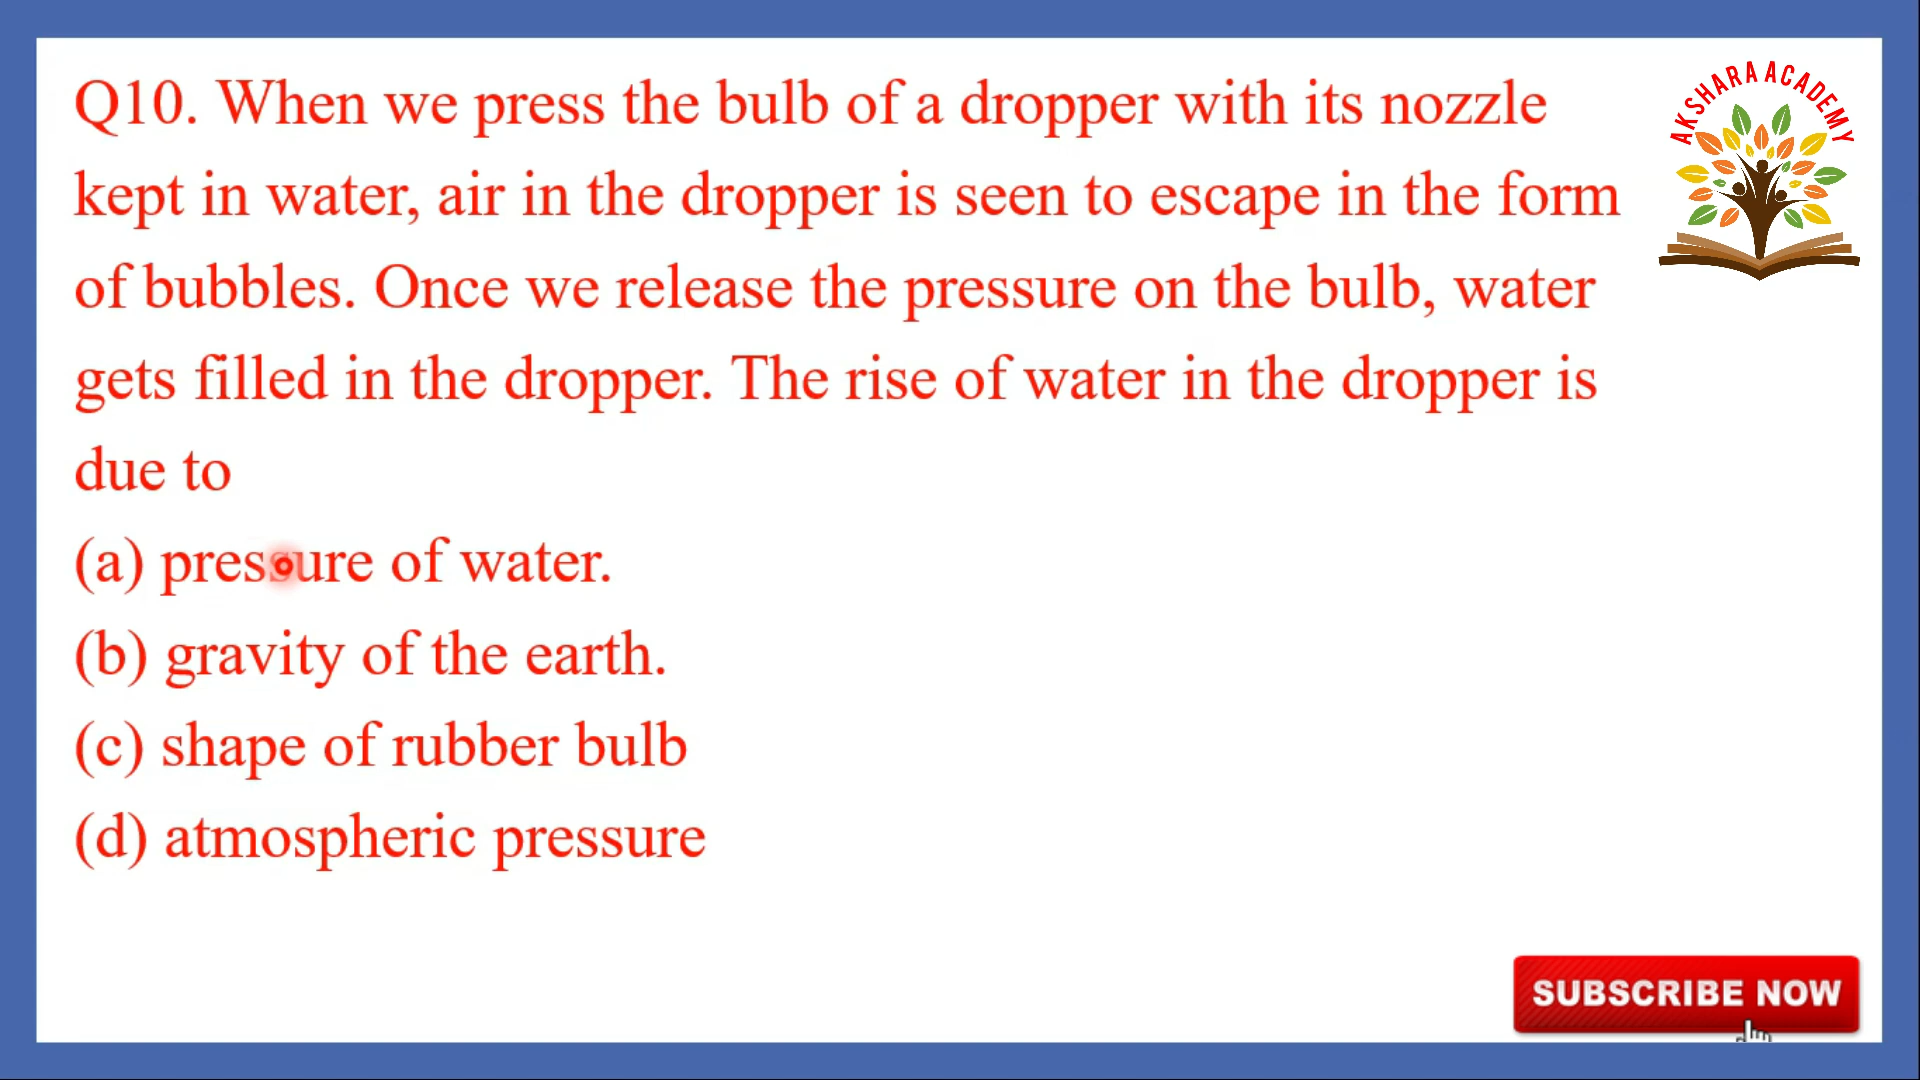 AKSHARA ACADEMY
Q10. When we press the bulb of a dropper with its nozzle
kept in water, air in the dropper is seen to escape in the form
of bubbles. Once we release the pressure on the bulb, water
gets filled in the dropper. The rise of water in the dropper is
due to
(a) pressure of water.
(b) gravity of the earth.
(c) shape of rubber bulb
(d) atmospheric pressure
SUBSCRIBE NOW